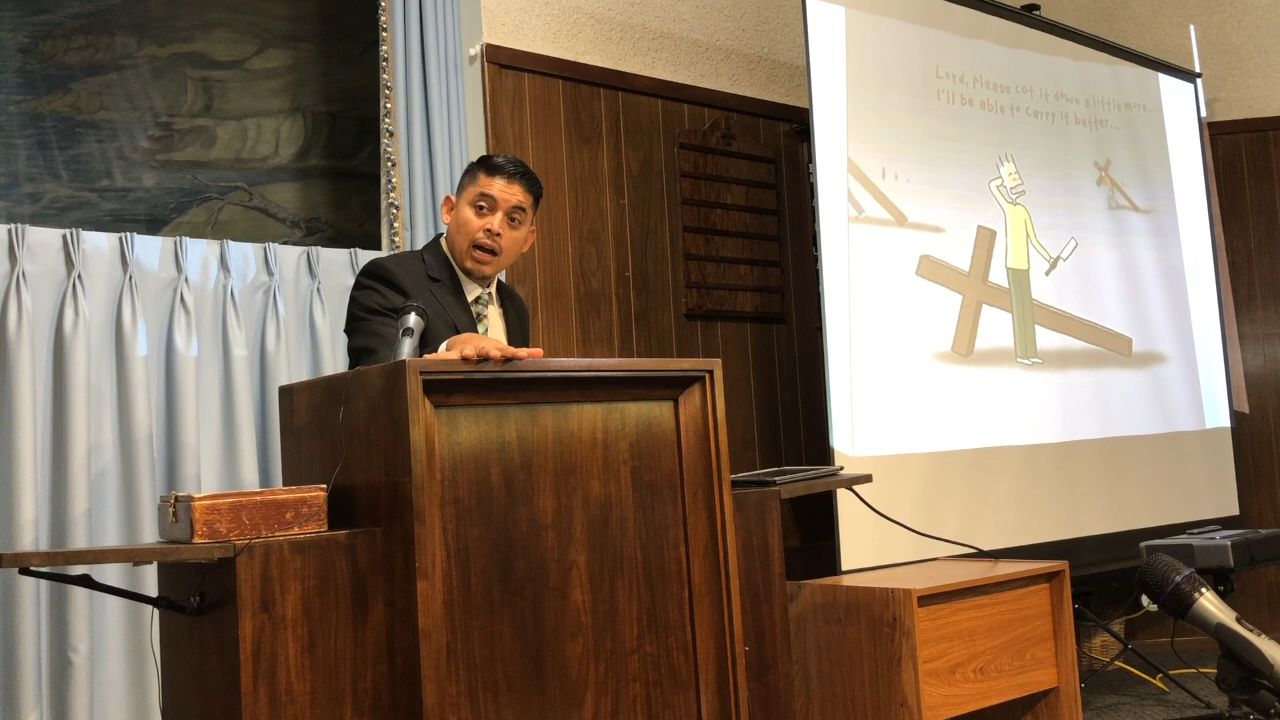 Lord, please cut it down a little more...
I'll be able to carry it better...